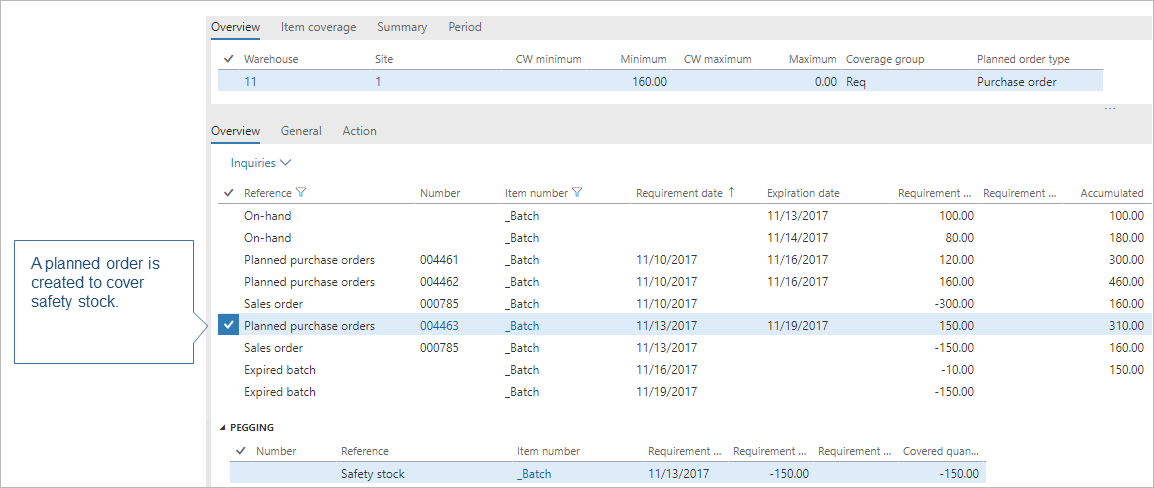 Overview Item coverage Summary Period
Warehouse Site CW minimum Minimum CW maximum Maximum Coverage group Planned order type
11 1 160.00 0.00 Req Purchase order
...
Overview General Action
Inquiries
Reference Number Item number Requirement date Expiration date Requirement ... Requirement ... Accumulated
On-hand _Batch 11/13/2017 100.00 100.00
On-hand _Batch 11/14/2017 80.00 180.00
Planned purchase orders 004461 _Batch 11/10/2017 11/16/2017 120.00 300.00
Planned purchase orders 004462 _Batch 11/10/2017 11/16/2017 160.00 460.00
Sales order 000785 _Batch 11/10/2017 -300.00 160.00
Planned purchase orders 004463 _Batch 11/13/2017 11/19/2017 150.00 310.00
Sales order 000785 _Batch 11/13/2017 -150.00 160.00
Expired batch _Batch 11/16/2017 -10.00 150.00
Expired batch _Batch 11/19/2017 -150.00
A planned order is
created to cover
safety stock.
PEGGING
Number Reference Item number Requirement ... Requirement ... Requirement ... Covered quan...
Safety stock _Batch 11/13/2017 -150.00 -150.00